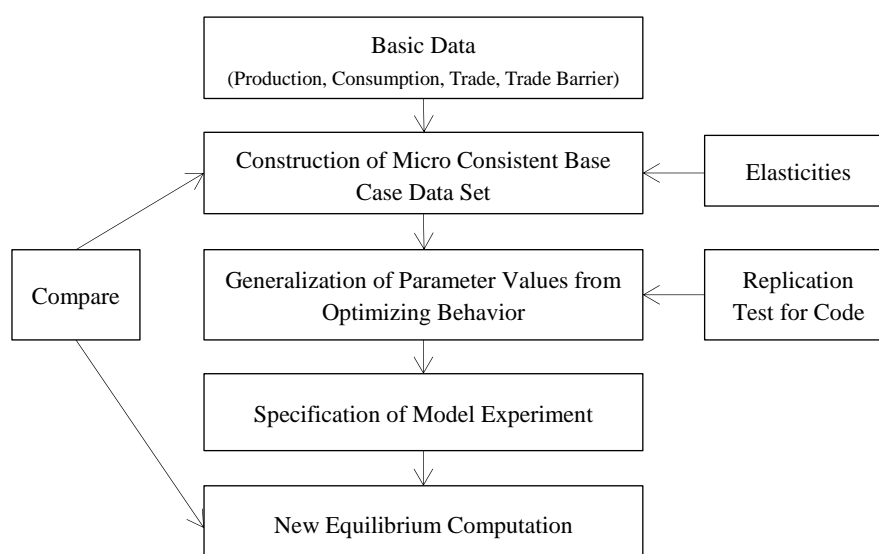 Basic Data
(Production, Consumption, Trade, Trade Barrier)
Construction of Micro Consistent Base
Case Data Set
Elasticities
Compare
Generalization of Parameter Values from
Optimizing Behavior
Replication
Test for Code
Specification of Model Experiment
New Equilibrium Computation